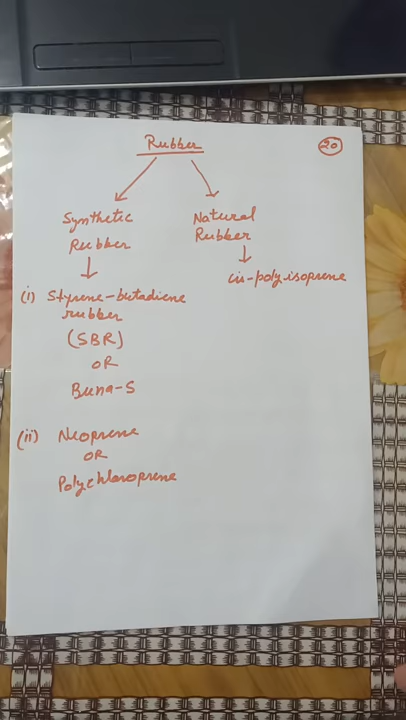 Rubber
20
Synthetic
Rubber
Natural
Rubber
cis-polyisoprene
(i) Styrene-butadiene
rubber
(SBR)
OR
Buna-S
(ii) Neoprene
OR
Polychloroprene